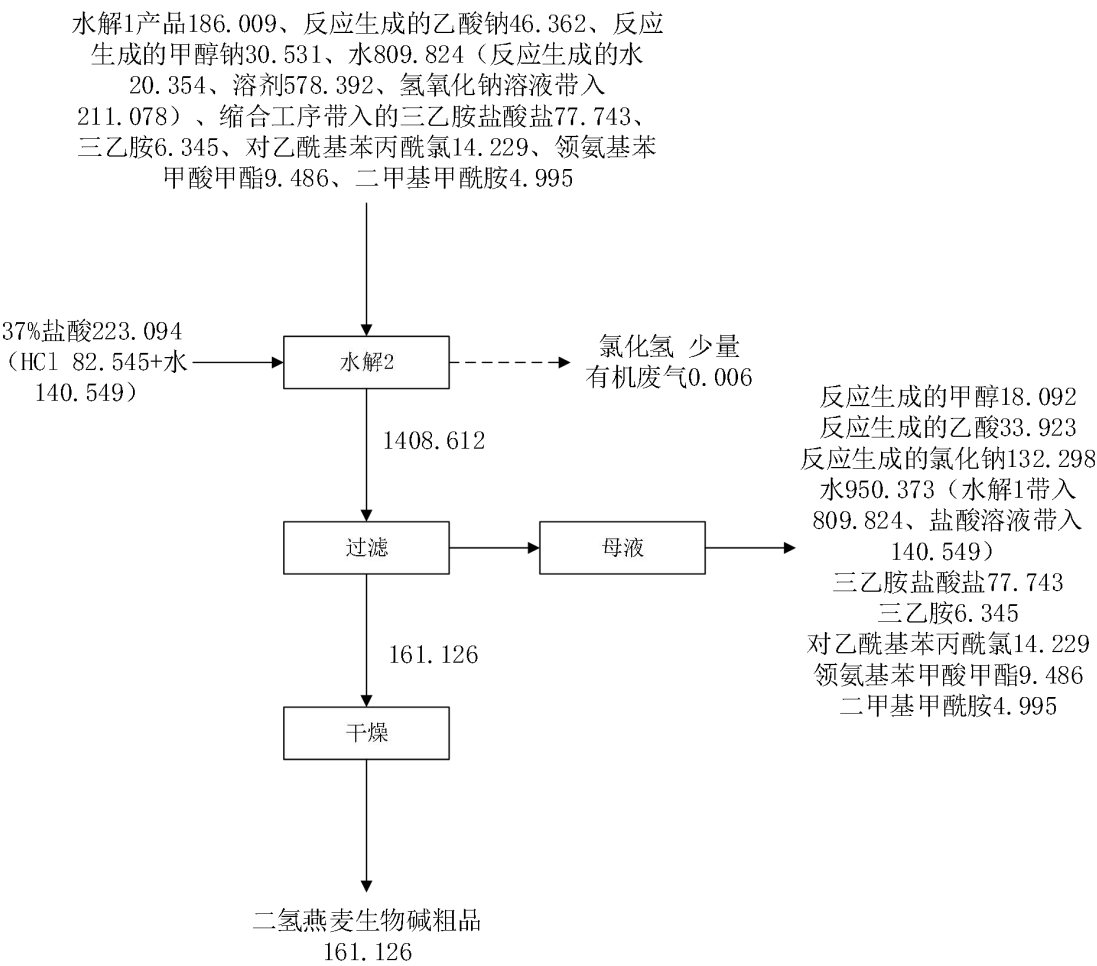 水解1产品186.009、反应生成的乙酸钠46.362、反应
生成的甲醇钠30.531、水809.824（反应生成的水
20.354、溶剂578.392、氢氧化钠溶液带入
211.078）、缩合工序带入的三乙胺盐酸盐77.743、
三乙胺6.345、对乙酰基苯丙酰氯14.229、领氨基苯
甲酸甲酯9.486、二甲基甲酰胺4.995
37%盐酸223.094
（HCl 82.545+水
140.549）
水解2
氯化氢 少量
有机废气0.006
1408.612
过滤
母液
反应生成的甲醇18.092
反应生成的乙酸33.923
反应生成的氯化钠132.298
水950.373（水解1带入
809.824、盐酸溶液带入
140.549）
三乙胺盐酸盐77.743
三乙胺6.345
对乙酰基苯丙酰氯14.229
领氨基苯甲酸甲酯9.486
二甲基甲酰胺4.995
161.126
干燥
二氢燕麦生物碱粗品
161.126